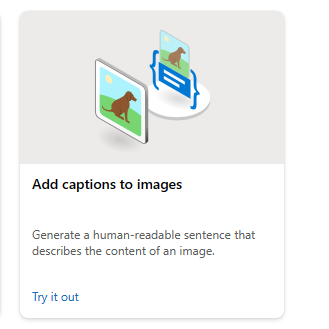 Add captions to images
Generate a human-readable sentence that
describes the content of an image.
Try it out